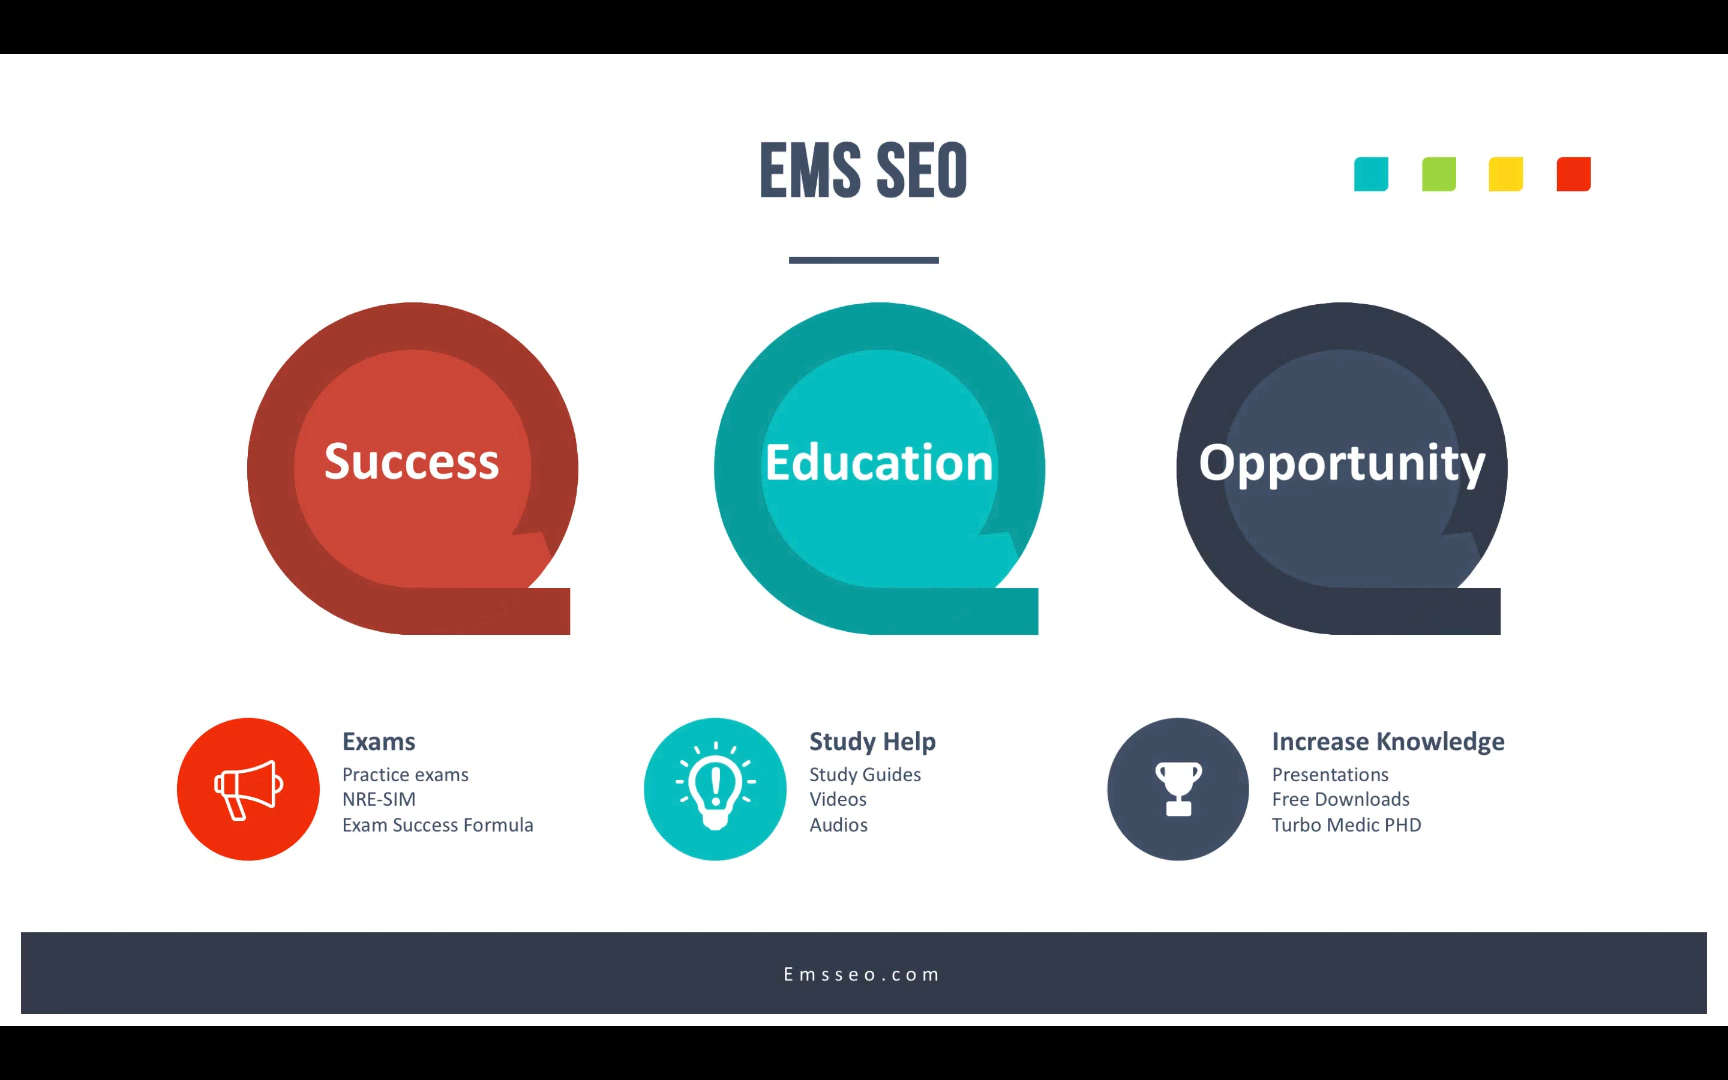 EMS SEO
Success
Education
Opportunity
Exams
Practice exams
NRE-SIM
Exam Success Formula
Study Help
Study Guides
Videos
Audios
Increase Knowledge
Presentations
Free Downloads
Turbo Medic PHD
Emsseo.com